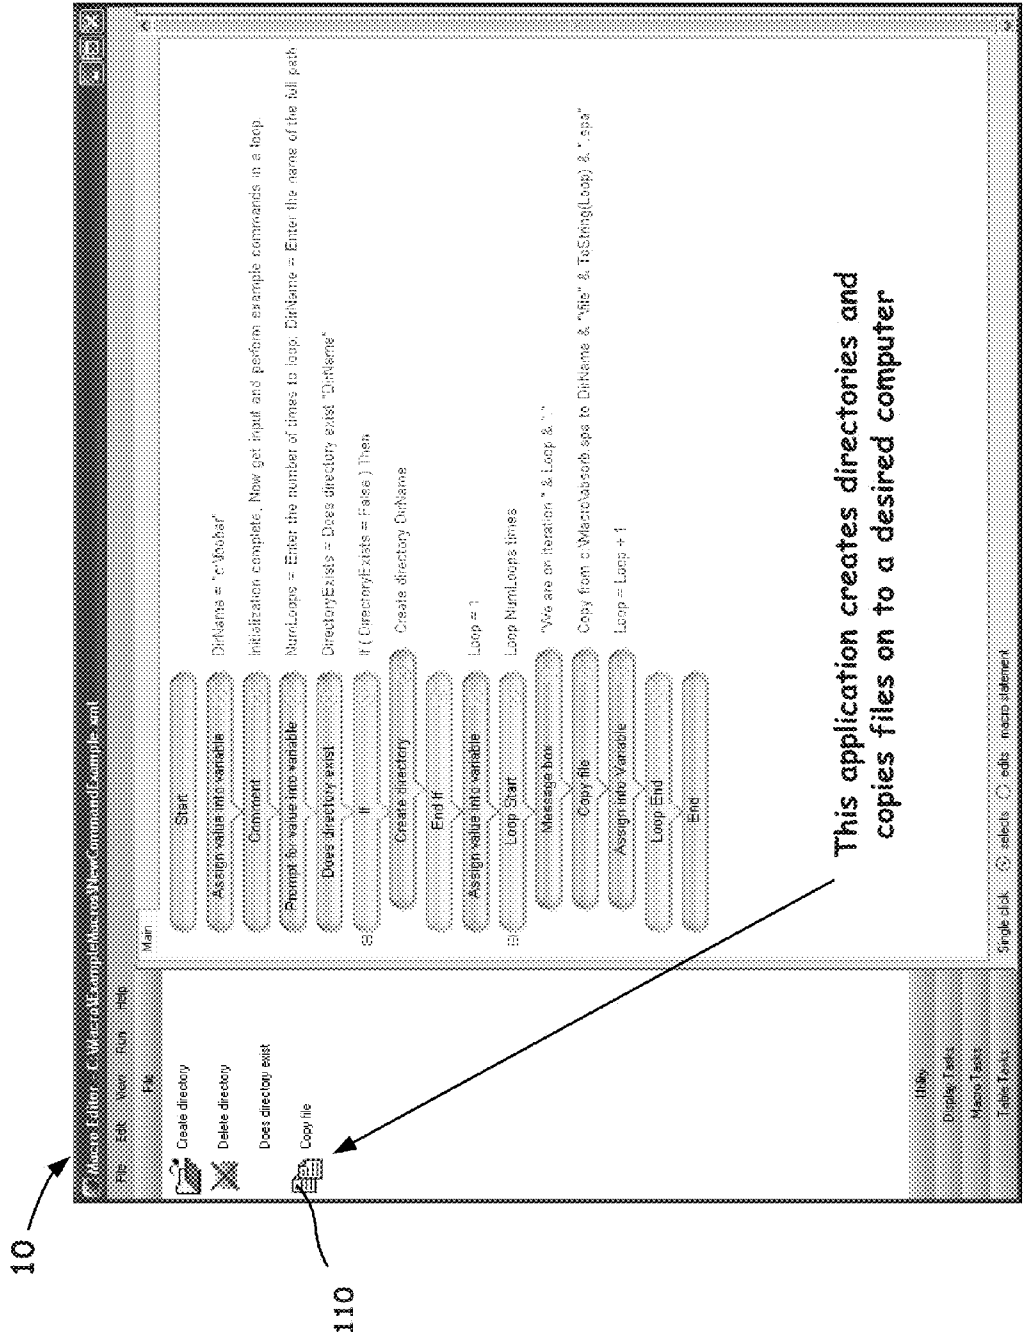 10
110
Macro Editor - C:\Macro\ExampleMacros\NewCommandExample.xml
File Edit View Run Help
File
Create directory
Delete directory
Does directory exist
Copy file
Utility
Display Tasks
Macro Tasks
Table Tasks
Main
Start
Assign value into variable DirName = "c:\foobar"
Comment Initialization complete. Now get input and perform example commands in a loop.
Prompt for value into variable NumLoops = Enter the number of times to loop, DirName = Enter the name of the full path
Does directory exist DirectoryExists = Does directory exist "DirName"
If If ( DirectoryExists = False ) Then
Create directory Create directory DirName
End If
Assign value into variable Loop = 1
Loop Start Loop NumLoops times
Message box "We are on iteration " & Loop & "."
Copy file Copy from c:\Macro\absorb.spa to DirName & "\file" & ToString(Loop) & ".spa"
Assign into Variable Loop = Loop + 1
Loop End
End
Single click selects edits macro statement
This application creates directories and
copies files on to a desired computer